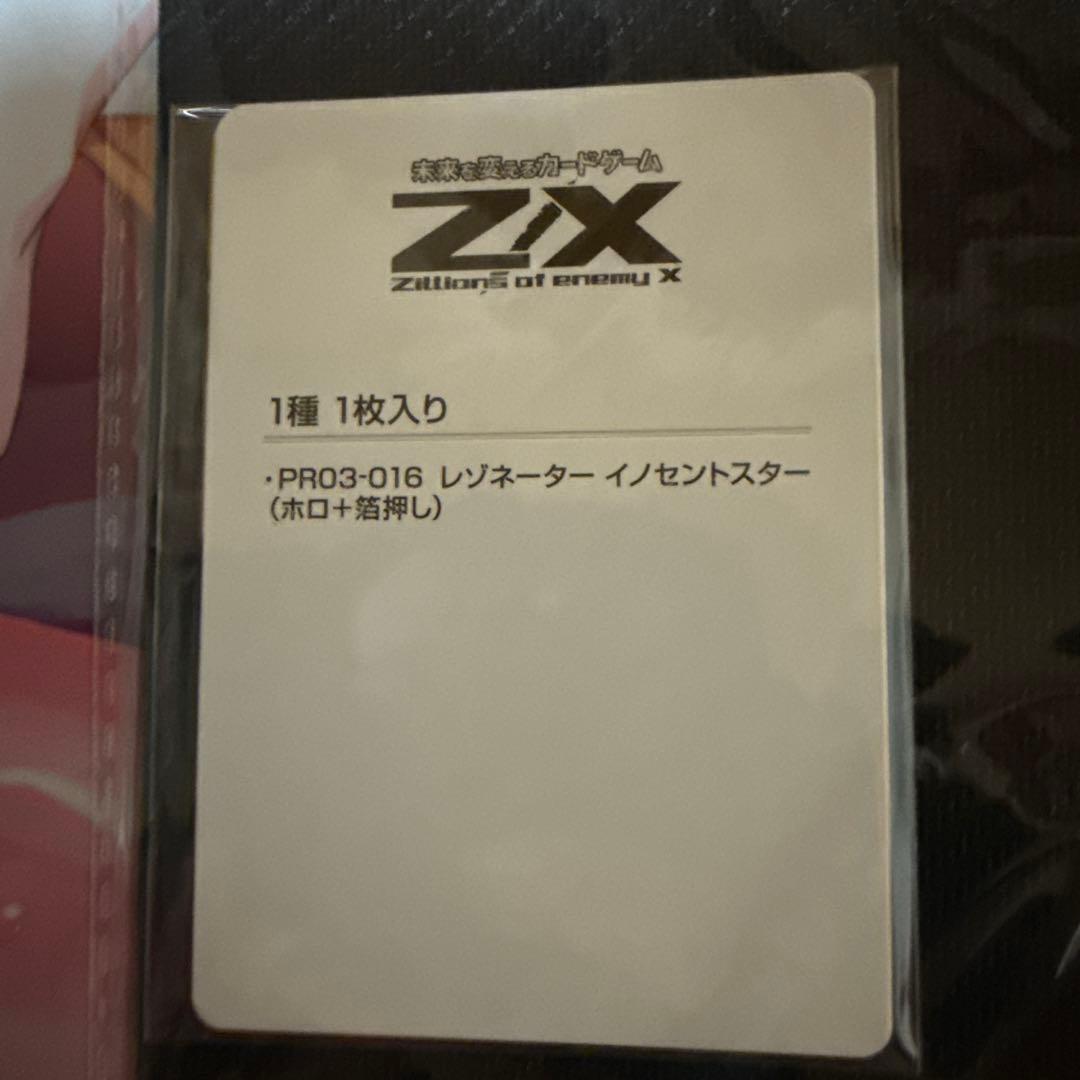 未来を変えるカードゲーム
Z/X
Zillions of enemy X
1種 1枚入り
・PR03-016 レゾネーター イノセントスター
（ホロ＋箔押し）